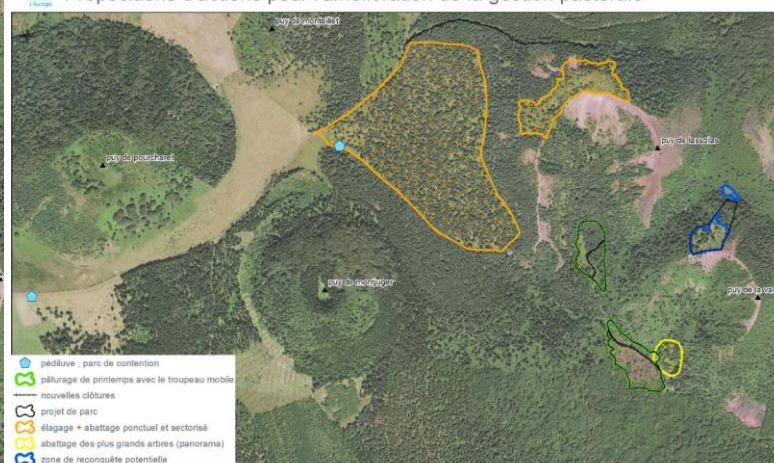 Propositions d'actions pour l'amélioration de la gestion pastorale
puy de monteillet
puy de pourcharet
puy de lassolas
puy de montjuger
puy de la va
pédiluve , parc de contention
pâturage de printemps avec le troupeau mobile
nouvelles clôtures
projet de parc
élagage + abattage ponctuel et sectorisé
abattage des plus grands arbres (panorama)
zone de reconquête potentielle